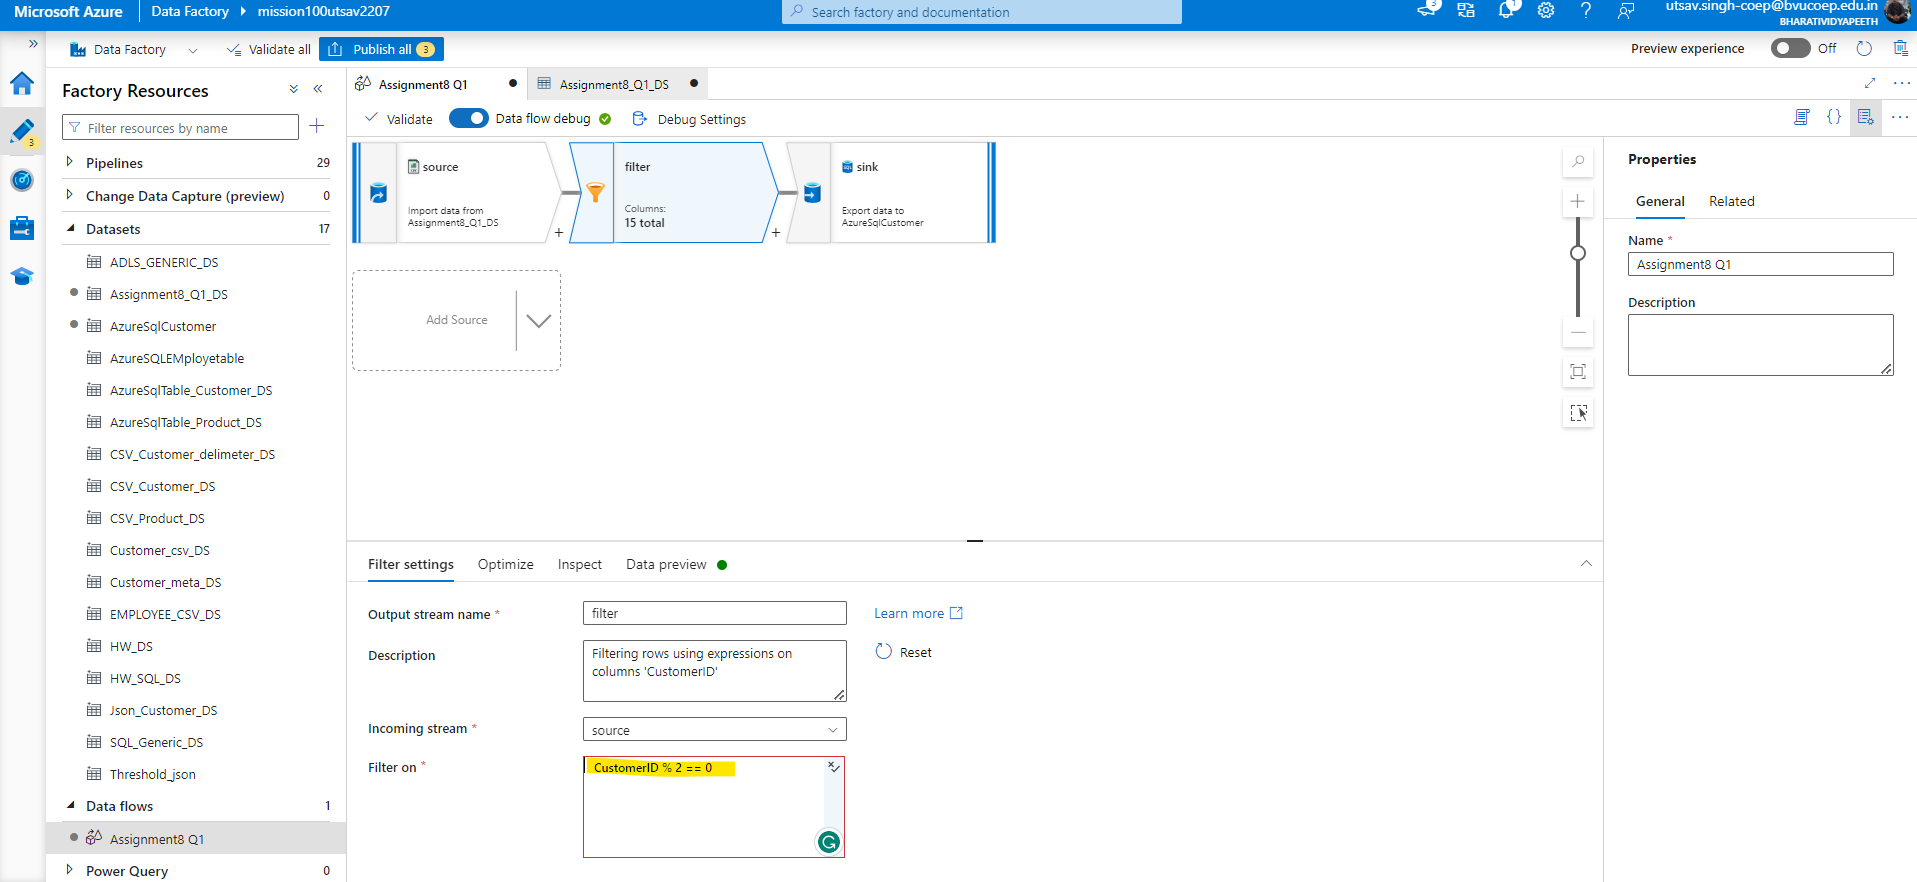 Microsoft Azure
Data Factory
mission100utsav2207
Search factory and documentation
3
1
utsav.singh-coep@bvucoep.edu.in
BHARATIVIDYAPEETH
Data Factory
Validate all
Publish all 3
Preview experience
Off
3
Factory Resources
Filter resources by name
Pipelines 29
Change Data Capture (preview) 0
Datasets 17
ADLS_GENERIC_DS
Assignment8_Q1_DS
AzureSqlCustomer
AzureSQLEMployetable
AzureSqlTable_Customer_DS
AzureSqlTable_Product_DS
CSV_Customer_delimeter_DS
CSV_Customer_DS
CSV_Product_DS
Customer_csv_DS
Customer_meta_DS
EMPLOYEE_CSV_DS
HW_DS
HW_SQL_DS
Json_Customer_DS
SQL_Generic_DS
Threshold_json
Data flows 1
Assignment8 Q1
Power Query 0
Assignment8 Q1
Assignment8_Q1_DS
Validate
Data flow debug
Debug Settings
source
Import data from
Assignment8_Q1_DS
+
filter
Columns:
15 total
+
sink
Export data to
AzureSqlCustomer
Add Source
Filter settings
Optimize
Inspect
Data preview
Output stream name *
filter
Learn more
Description
Filtering rows using expressions on
columns 'CustomerID'
Reset
Incoming stream *
source
Filter on *
CustomerID % 2 == 0
Properties
General
Related
Name *
Assignment8 Q1
Description